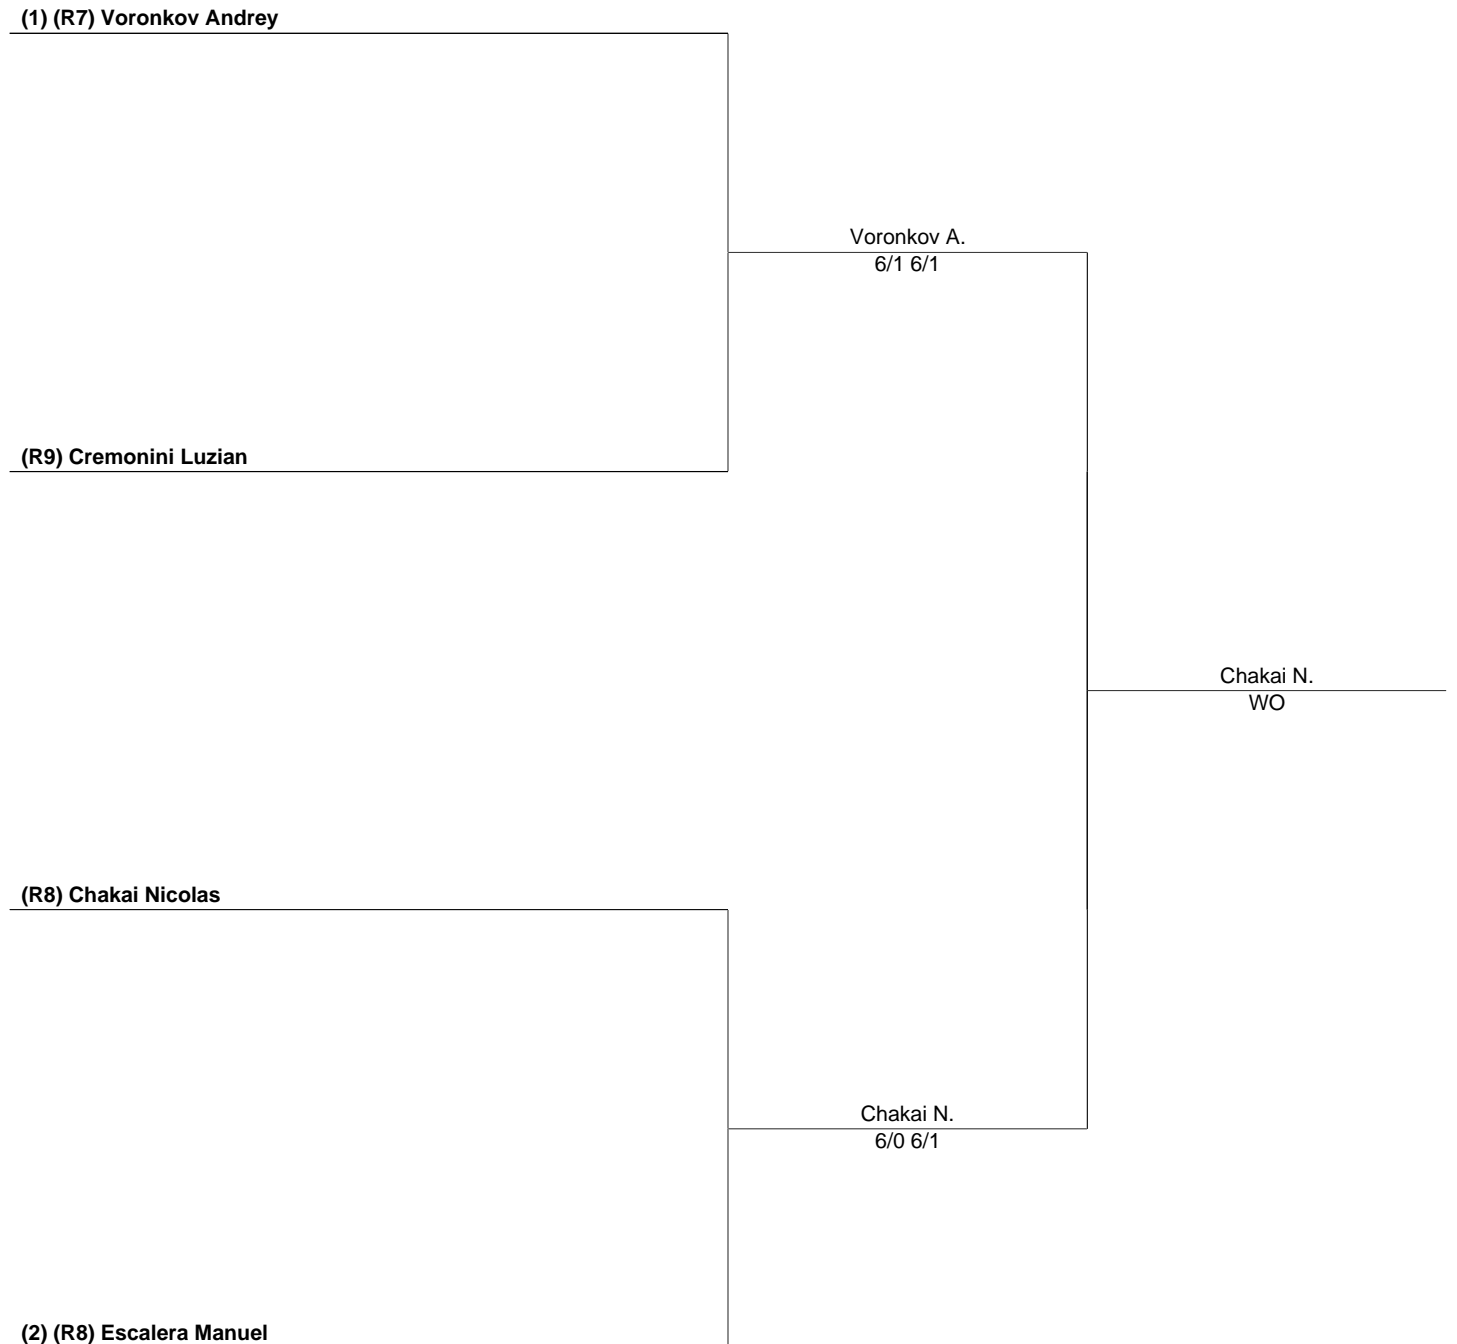 (1) (R7) Voronkov Andrey
Voronkov A.
6/1 6/1
(R9) Cremonini Luzian
Chakai N.
WO
(R8) Chakai Nicolas
Chakai N.
6/0 6/1
(2) (R8) Escalera Manuel